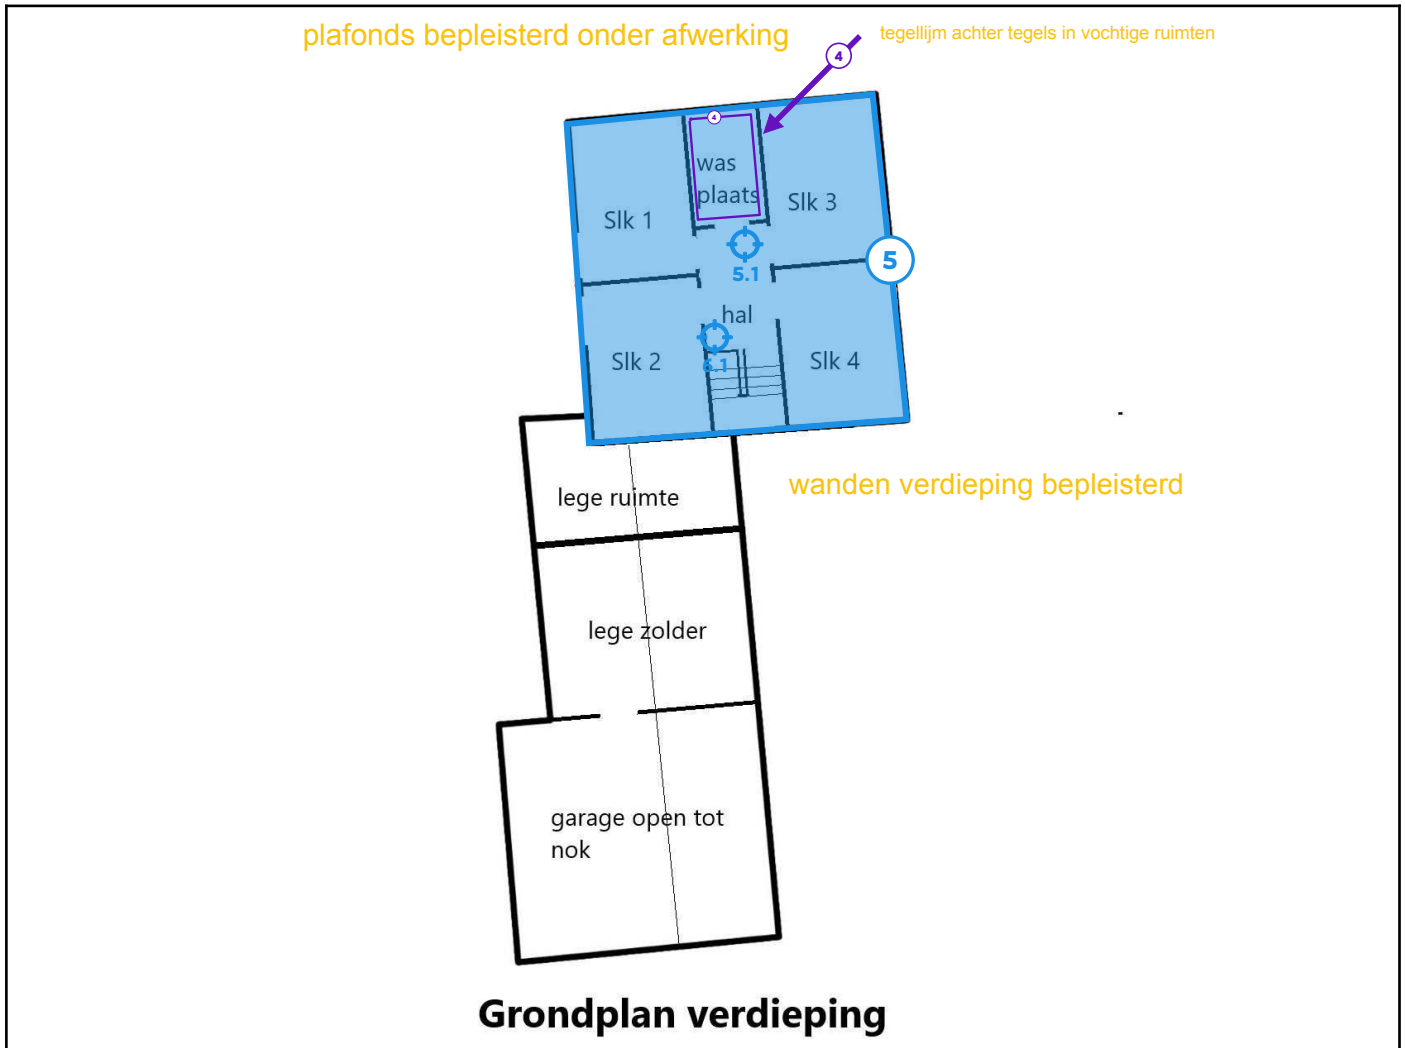 plafonds bepleisterd onder afwerking
tegellijm achter tegels in vochtige ruimten
4
4
was
plaats
Slk 1
Slk 3
5.1
5
hal
Slk 2
6.1
Slk 4
wanden verdieping bepleisterd
lege ruimte
lege zolder
garage open tot
nok
Grondplan verdieping